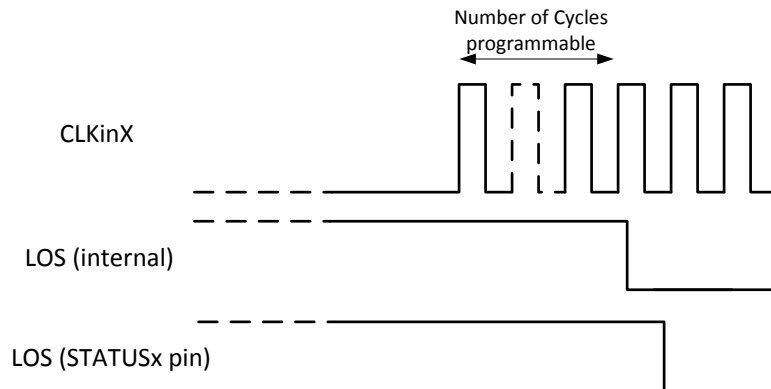 Number of Cycles
programmable
CLKinX
LOS (internal)
LOS (STATUSx pin)